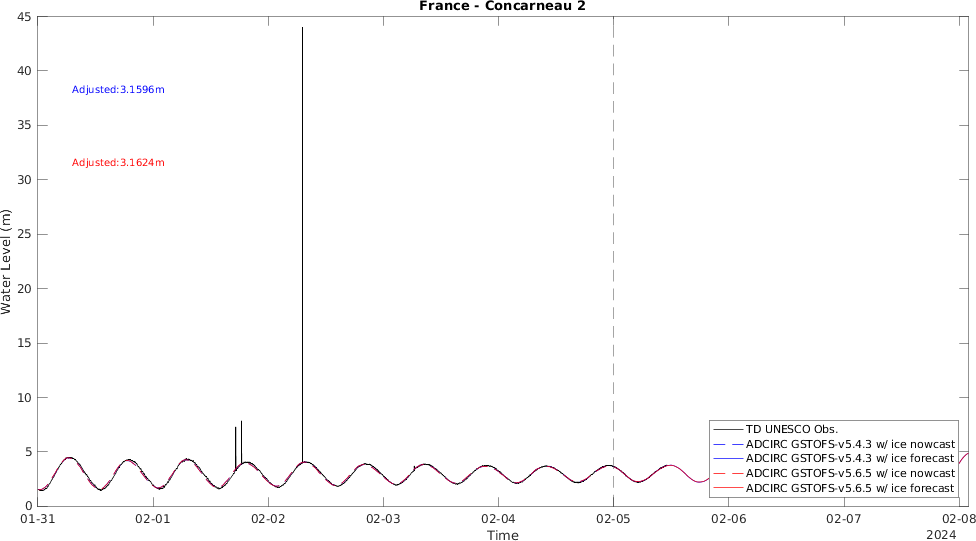 France - Concarneau 2
45
40
35
30
25
20
15
10
5
0
Water Level (m)
Adjusted:3.1596m
Adjusted:3.1624m
TD UNESCO Obs.
ADCIRC GSTOFS-v5.4.3 w/ ice nowcast
ADCIRC GSTOFS-v5.4.3 w/ ice forecast
ADCIRC GSTOFS-v5.6.5 w/ ice nowcast
ADCIRC GSTOFS-v5.6.5 w/ ice forecast
01-31 02-01 02-02 02-03 02-04 02-05 02-06 02-07 02-08
Time
2024